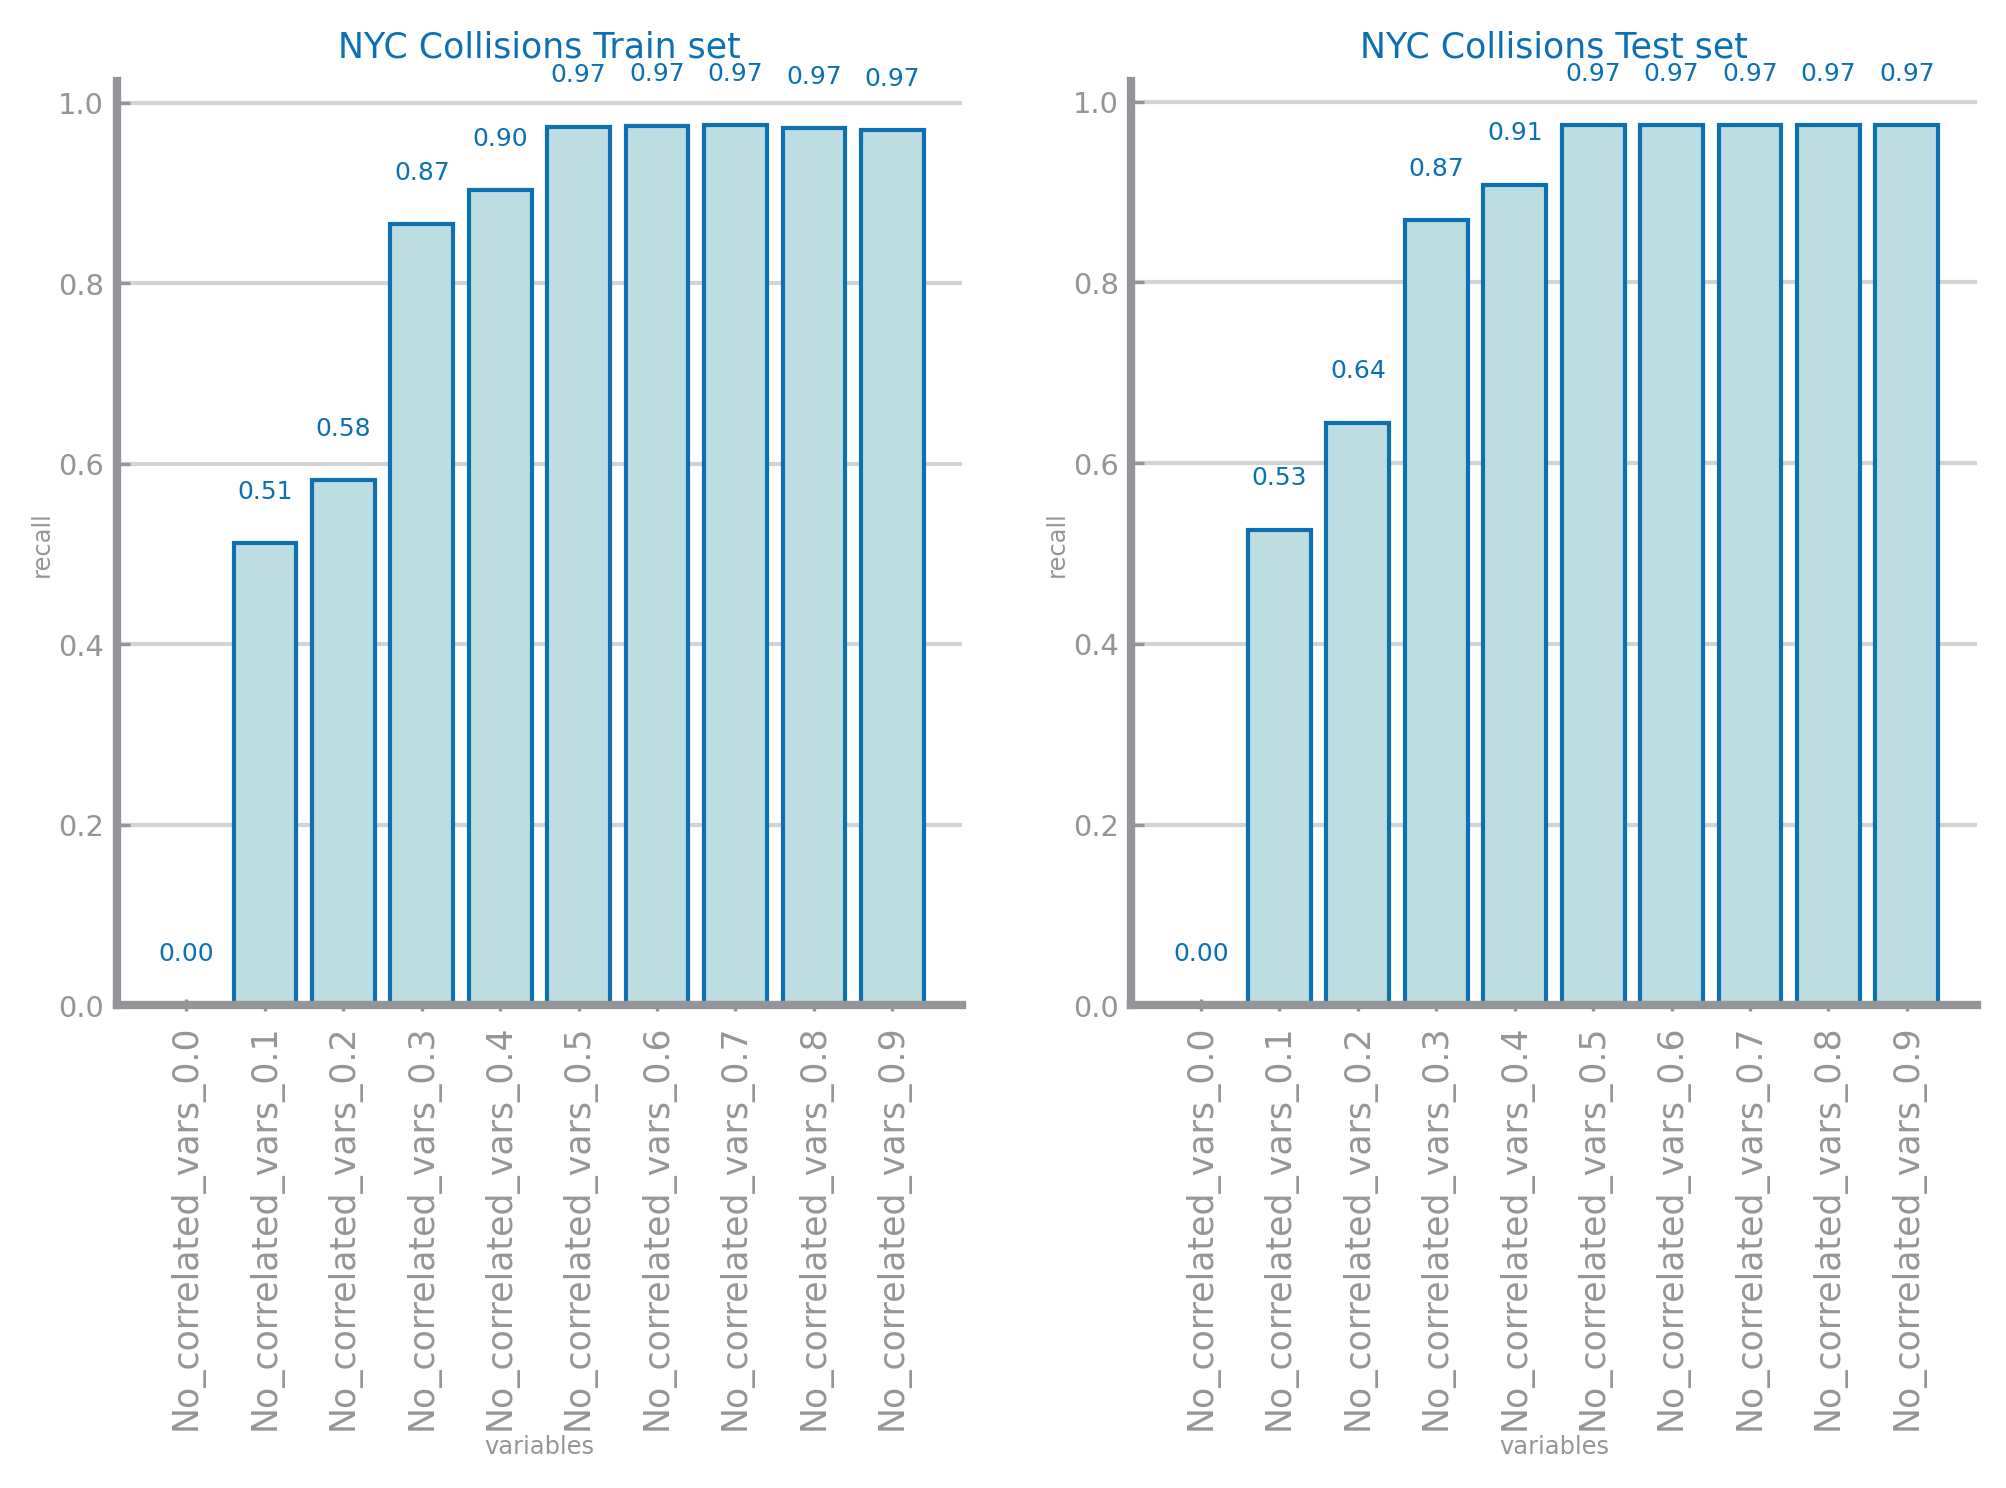 NYC Collisions Train set
0.97 0.97 0.97 0.97 0.97
1.0
0.90
0.87
0.8
0.58
0.6
0.51
recall
0.4
0.2
0.00
0.0
No_correlated_vars_0.0
No_correlated_vars_0.1
No_correlated_vars_0.2
No_correlated_vars_0.3
No_correlated_vars_0.4
No_correlated_vars_0.5
No_correlated_vars_0.6
No_correlated_vars_0.7
No_correlated_vars_0.8
No_correlated_vars_0.9
variables
NYC Collisions Test set
0.97 0.97 0.97 0.97 0.97
1.0
0.91
0.87
0.8
0.64
0.6
0.53
recall
0.4
0.2
0.00
0.0
No_correlated_vars_0.0
No_correlated_vars_0.1
No_correlated_vars_0.2
No_correlated_vars_0.3
No_correlated_vars_0.4
No_correlated_vars_0.5
No_correlated_vars_0.6
No_correlated_vars_0.7
No_correlated_vars_0.8
No_correlated_vars_0.9
variables